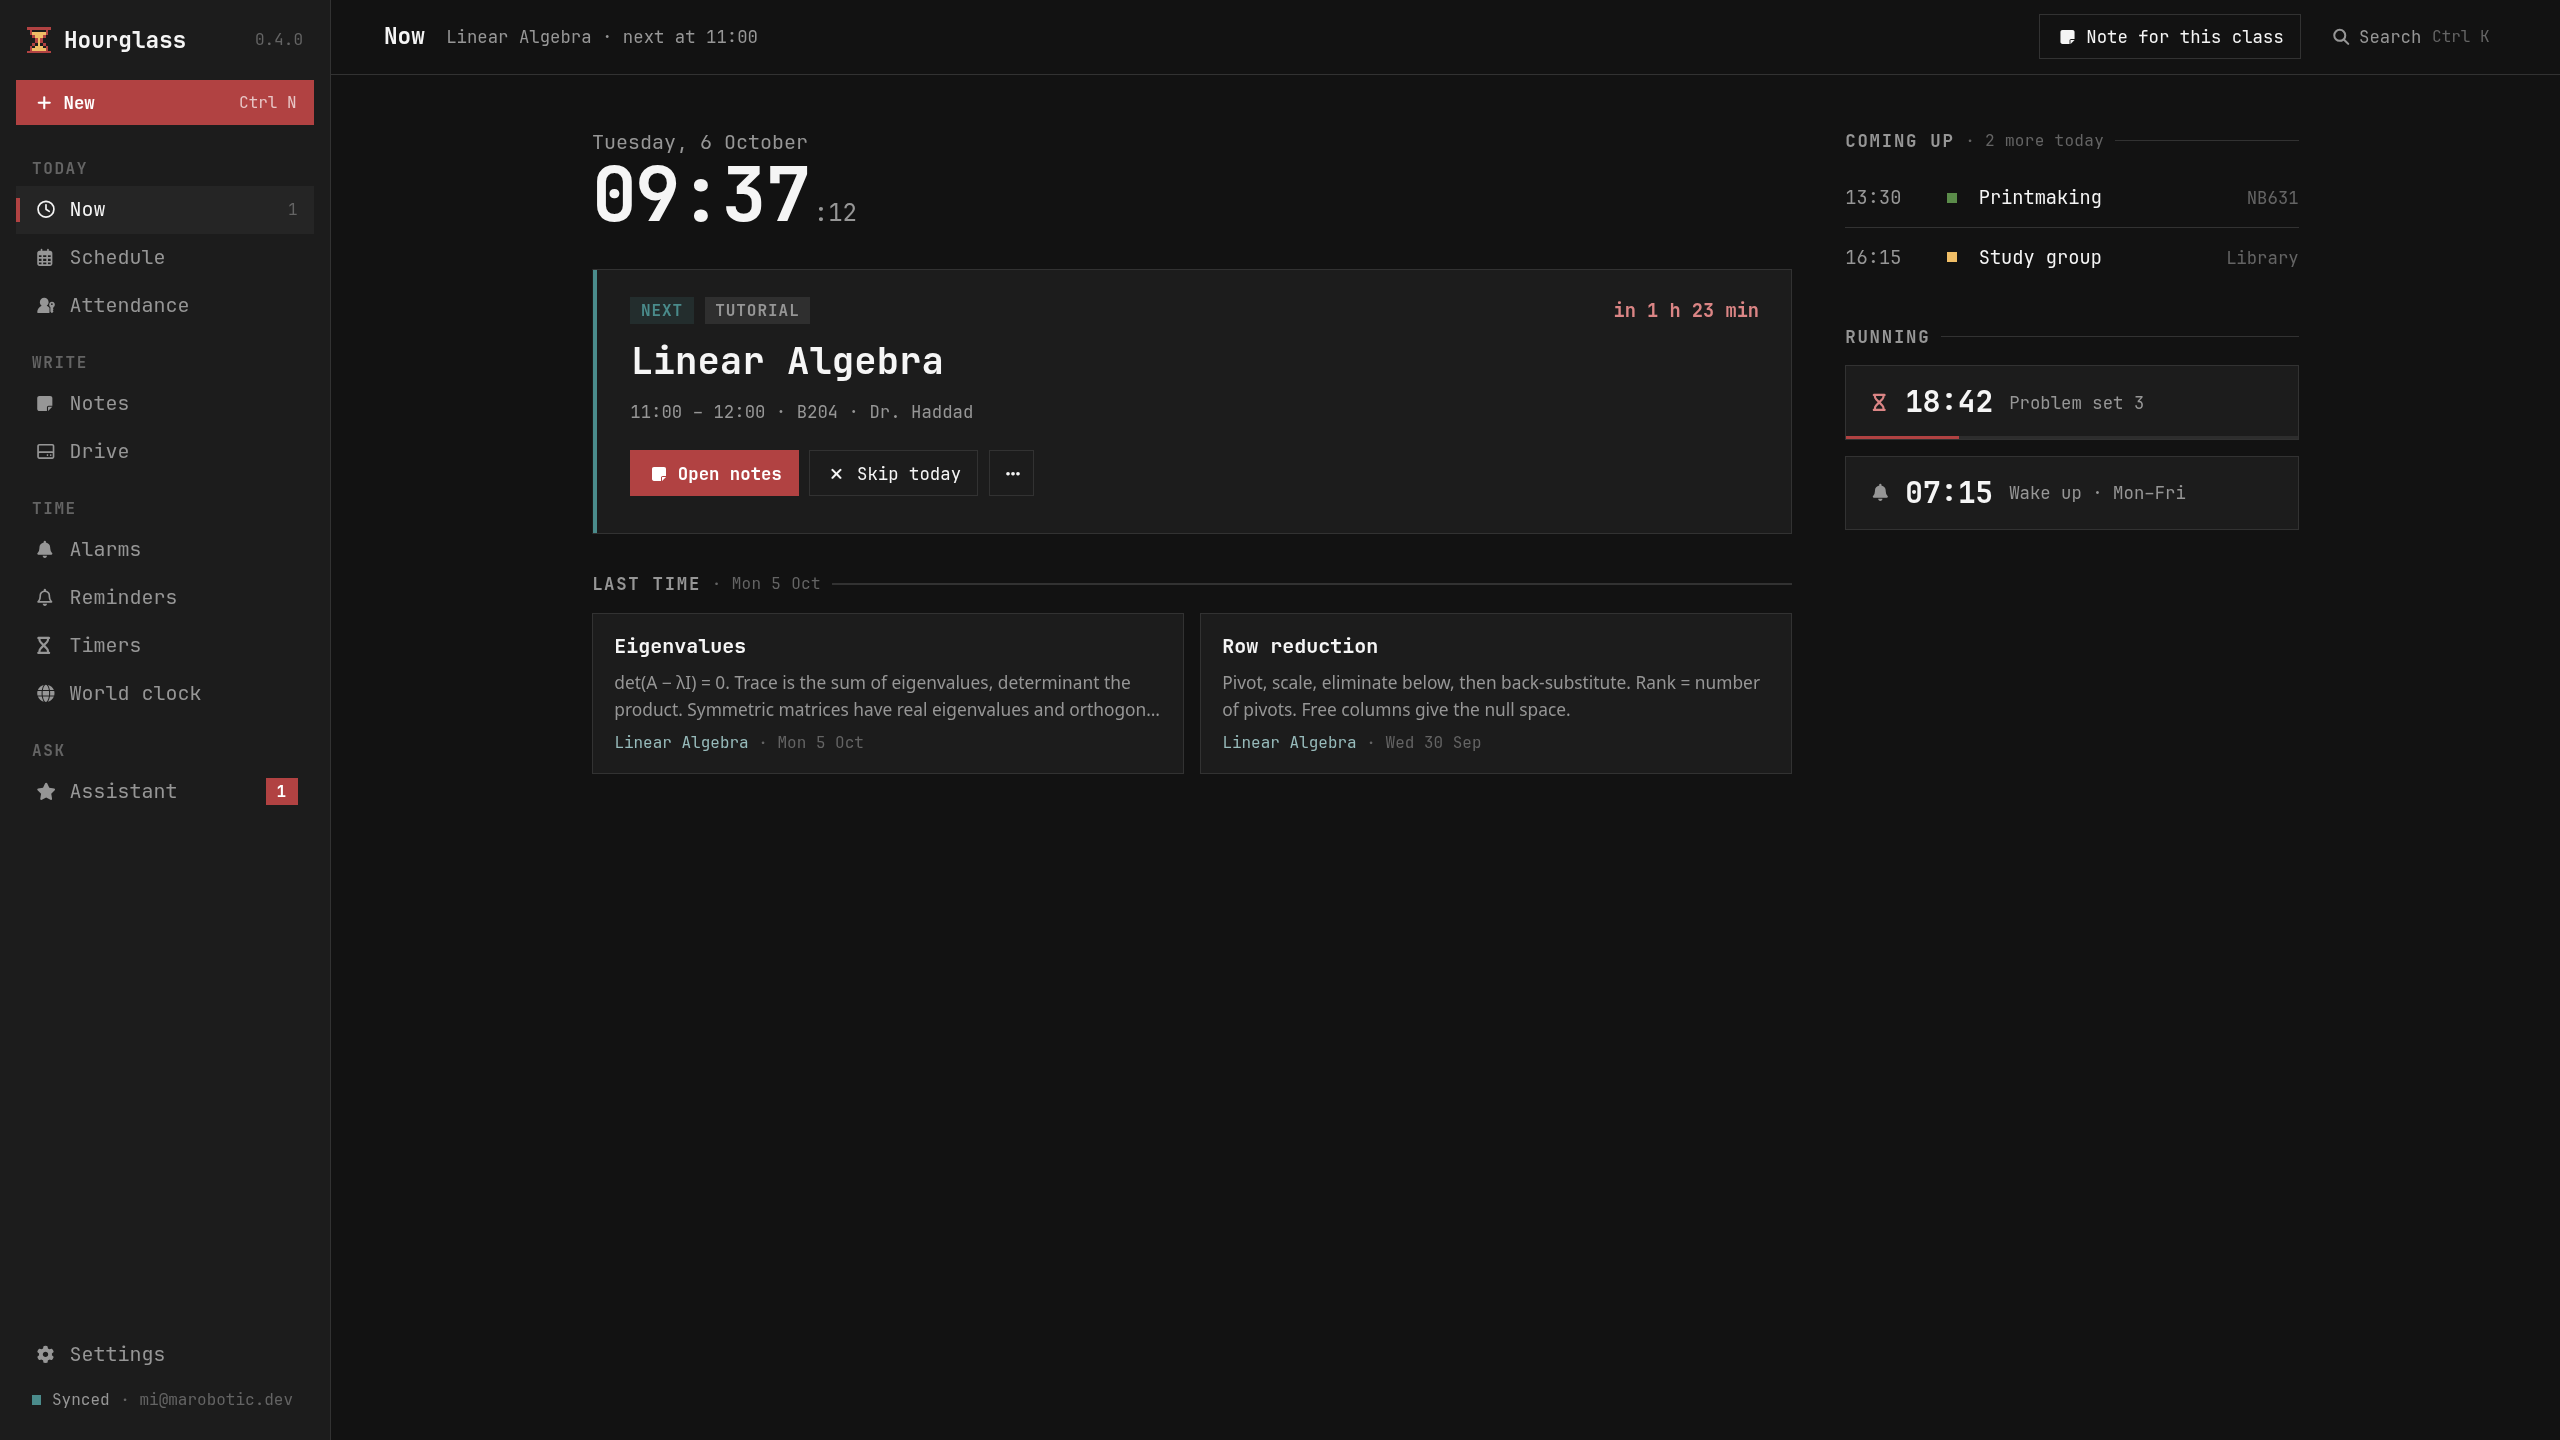 Hourglass 0.4.0
New Ctrl N
TODAY
Now 1
Schedule
Attendance
WRITE
Notes
Drive
TIME
Alarms
Reminders
Timers
World clock
ASK
Assistant 1
Settings
Synced · mi@marobotic.dev
Now Linear Algebra · next at 11:00
Note for this class
Search Ctrl K
Tuesday, 6 October
09:37:12
NEXT TUTORIAL in 1 h 23 min
Linear Algebra
11:00 – 12:00 · B204 · Dr. Haddad
Open notes Skip today
LAST TIME · Mon 5 Oct
Eigenvalues
det(A − λI) = 0. Trace is the sum of eigenvalues, determinant the
product. Symmetric matrices have real eigenvalues and orthogon…
Linear Algebra · Mon 5 Oct
Row reduction
Pivot, scale, eliminate below, then back-substitute. Rank = number
of pivots. Free columns give the null space.
Linear Algebra · Wed 30 Sep
COMING UP · 2 more today
13:30 Printmaking NB631
16:15 Study group Library
RUNNING
18:42 Problem set 3
07:15 Wake up · Mon–Fri